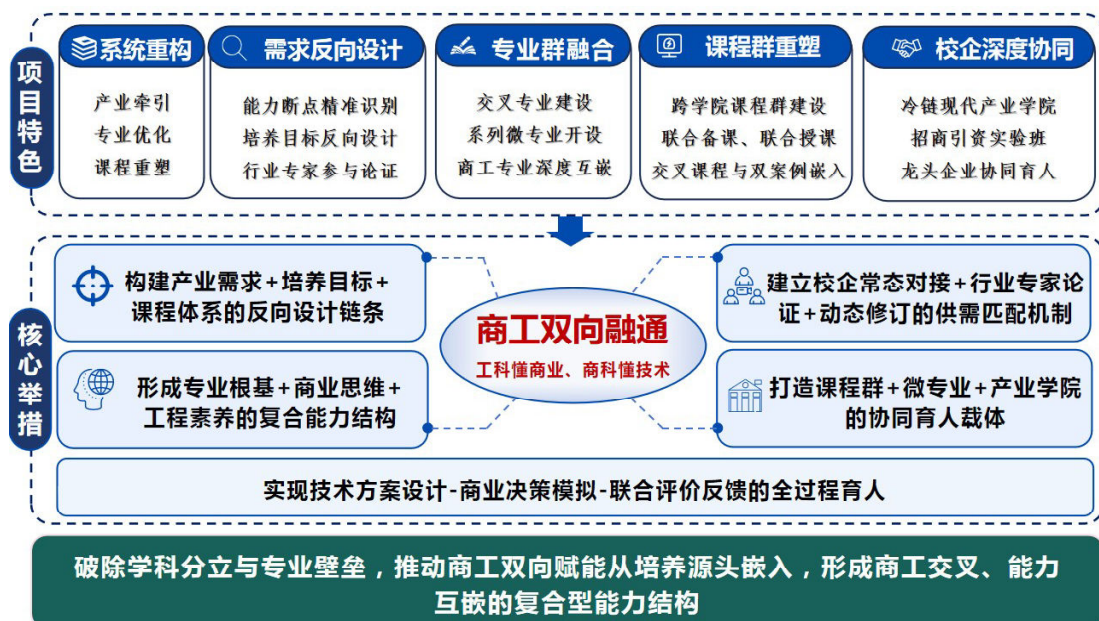 项目特色
系统重构
产业牵引
专业优化
课程重塑
需求反向设计
能力断点精准识别
培养目标反向设计
行业专家参与论证
专业群融合
交叉专业建设
系列微专业开设
商工专业深度互嵌
课程群重塑
跨学院课程群建设
联合备课、联合授课
交叉课程与双案例嵌入
校企深度协同
冷链现代产业学院
招商引资实验班
龙头企业协同育人
核心举措
构建产业需求+培养目标+
课程体系的反向设计链条
形成专业根基+商业思维+
工程素养的复合能力结构
商工双向融通
工科懂商业、商科懂技术
建立校企常态对接+行业专家论
证+动态修订的供需匹配机制
打造课程群+微专业+产业学院
的协同育人载体
实现技术方案设计-商业决策模拟-联合评价反馈的全过程育人
破除学科分立与专业壁垒，推动商工双向赋能从培养源头嵌入，形成商工交叉、能力
互嵌的复合型能力结构